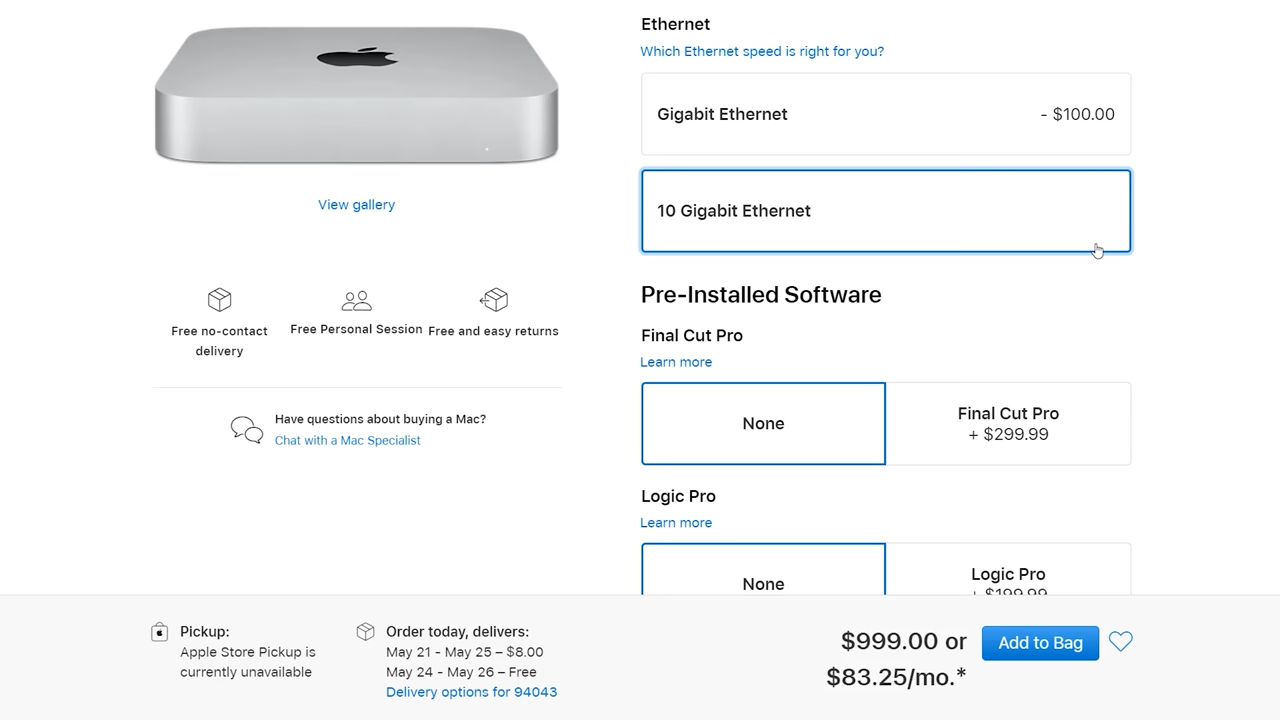 Ethernet
Which Ethernet speed is right for you?
Gigabit Ethernet - $100.00
10 Gigabit Ethernet
View gallery
Free no-contact
delivery
Free Personal Session
Free and easy returns
Have questions about buying a Mac?
Chat with a Mac Specialist
Pre-Installed Software
Final Cut Pro
Learn more
None
Final Cut Pro
+ $299.99
Logic Pro
Learn more
None
Logic Pro
+ $199.99
Pickup:
Apple Store Pickup is
currently unavailable
Order today, delivers:
May 21 - May 25 – $8.00
May 24 - May 26 – Free
Delivery options for 94043
$999.00 or
$83.25/mo.*
Add to Bag